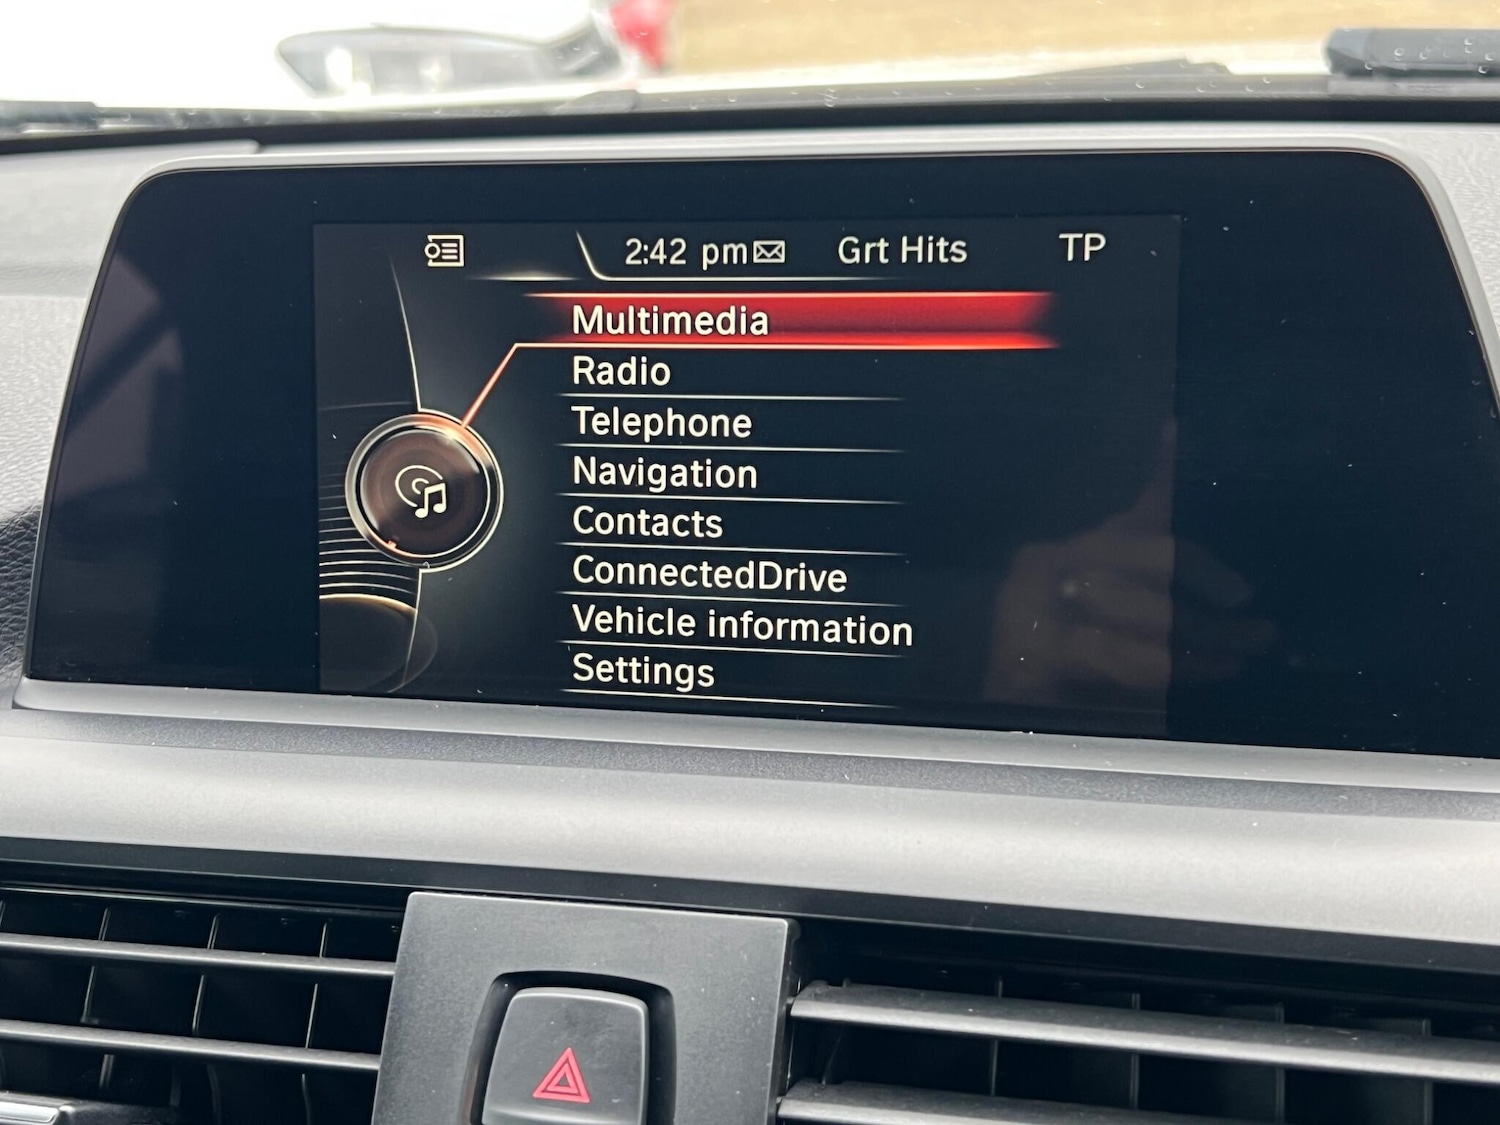 2:42 pm Grt Hits TP
Multimedia
Radio
Telephone
Navigation
Contacts
ConnectedDrive
Vehicle information
Settings